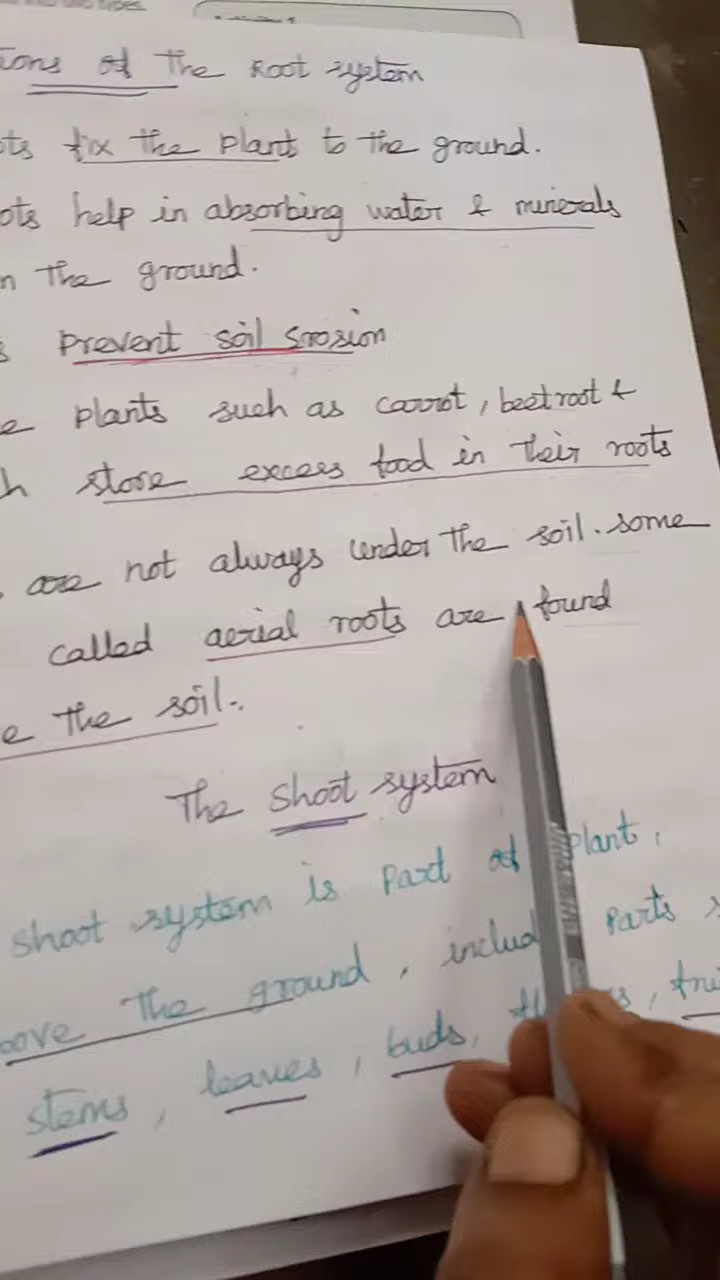 ions of The Root system
ots fix the plant to the ground.
ots help in absorbing water & minerals
m The ground.
s prevent soil erosion
e plants such as carrot, beetroot &
h store excess food in their roots
are not always under the soil. some
called aerial roots are found
e the soil.
The Shoot system
shoot system is part of plant,
bove the ground, includ parts s
stems, leaves, buds,